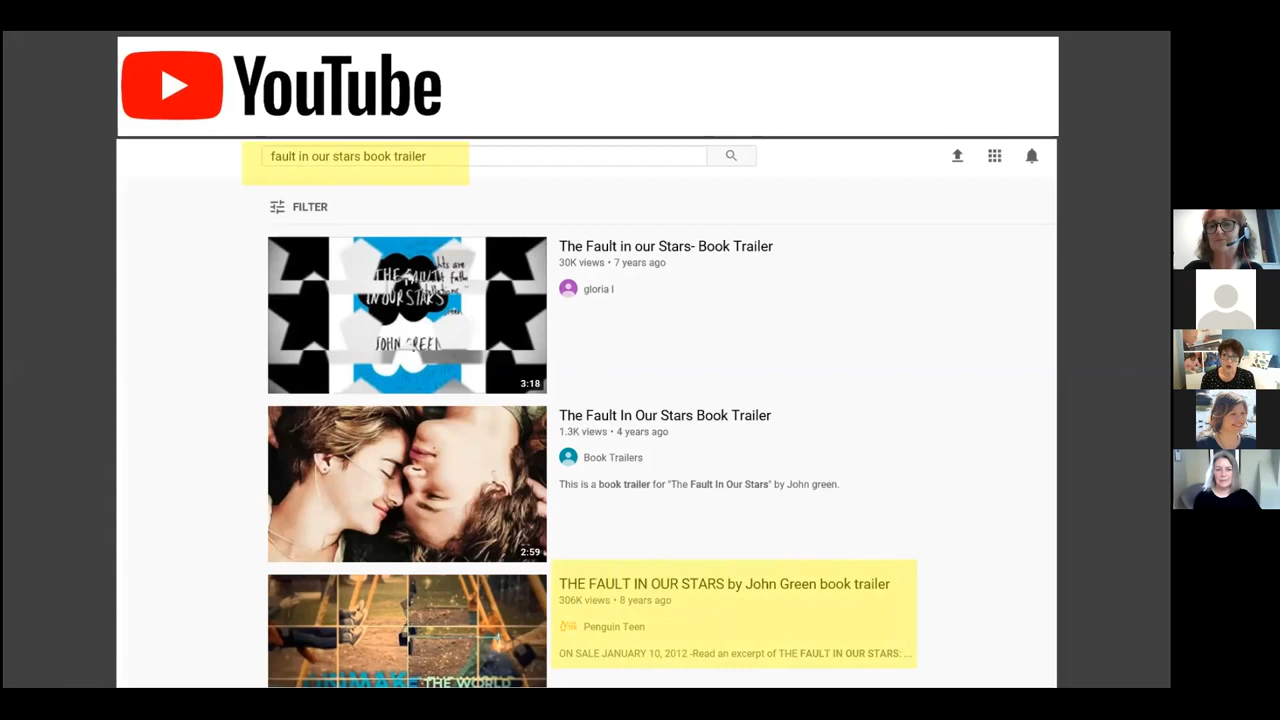 YouTube
fault in our stars book trailer
FILTER
hts are
THE FAULT
IN OUR STARS
JOHN GREEN
3:18
The Fault in our Stars- Book Trailer
30K views • 7 years ago
gloria l
2:59
The Fault In Our Stars Book Trailer
1.3K views • 4 years ago
Book Trailers
This is a book trailer for "The Fault In Our Stars" by John green.
THE FAULT IN OUR STARS by John Green book trailer
306K views • 8 years ago
Penguin Teen
ON SALE JANUARY 10, 2012 -Read an excerpt of THE FAULT IN OUR STARS: ...
MAKE THE WORLD